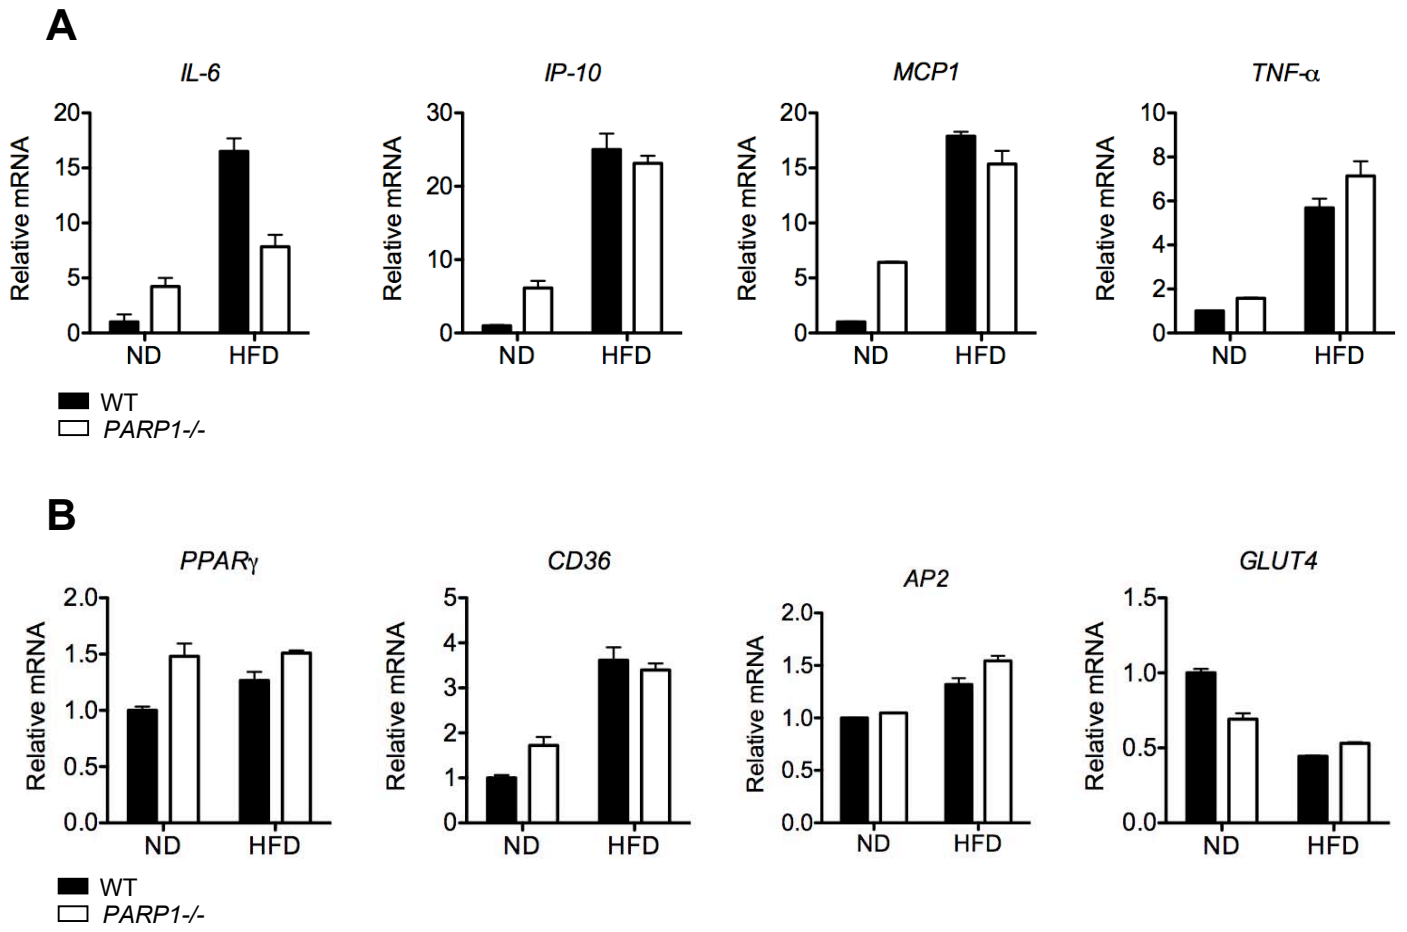 A
IL-6
IP-10
MCP1
TNF-α
Relative mRNA
20
15
10
5
0
ND
HFD
Relative mRNA
30
20
10
0
ND
HFD
Relative mRNA
20
15
10
5
0
ND
HFD
Relative mRNA
10
8
6
4
2
0
ND
HFD
WT
PARP1-/-
B
PPARγ
CD36
AP2
GLUT4
Relative mRNA
2.0
1.5
1.0
0.5
0.0
ND
HFD
Relative mRNA
5
4
3
2
1
0
ND
HFD
Relative mRNA
2.0
1.5
1.0
0.5
0.0
ND
HFD
Relative mRNA
1.5
1.0
0.5
0.0
ND
HFD
WT
PARP1-/-